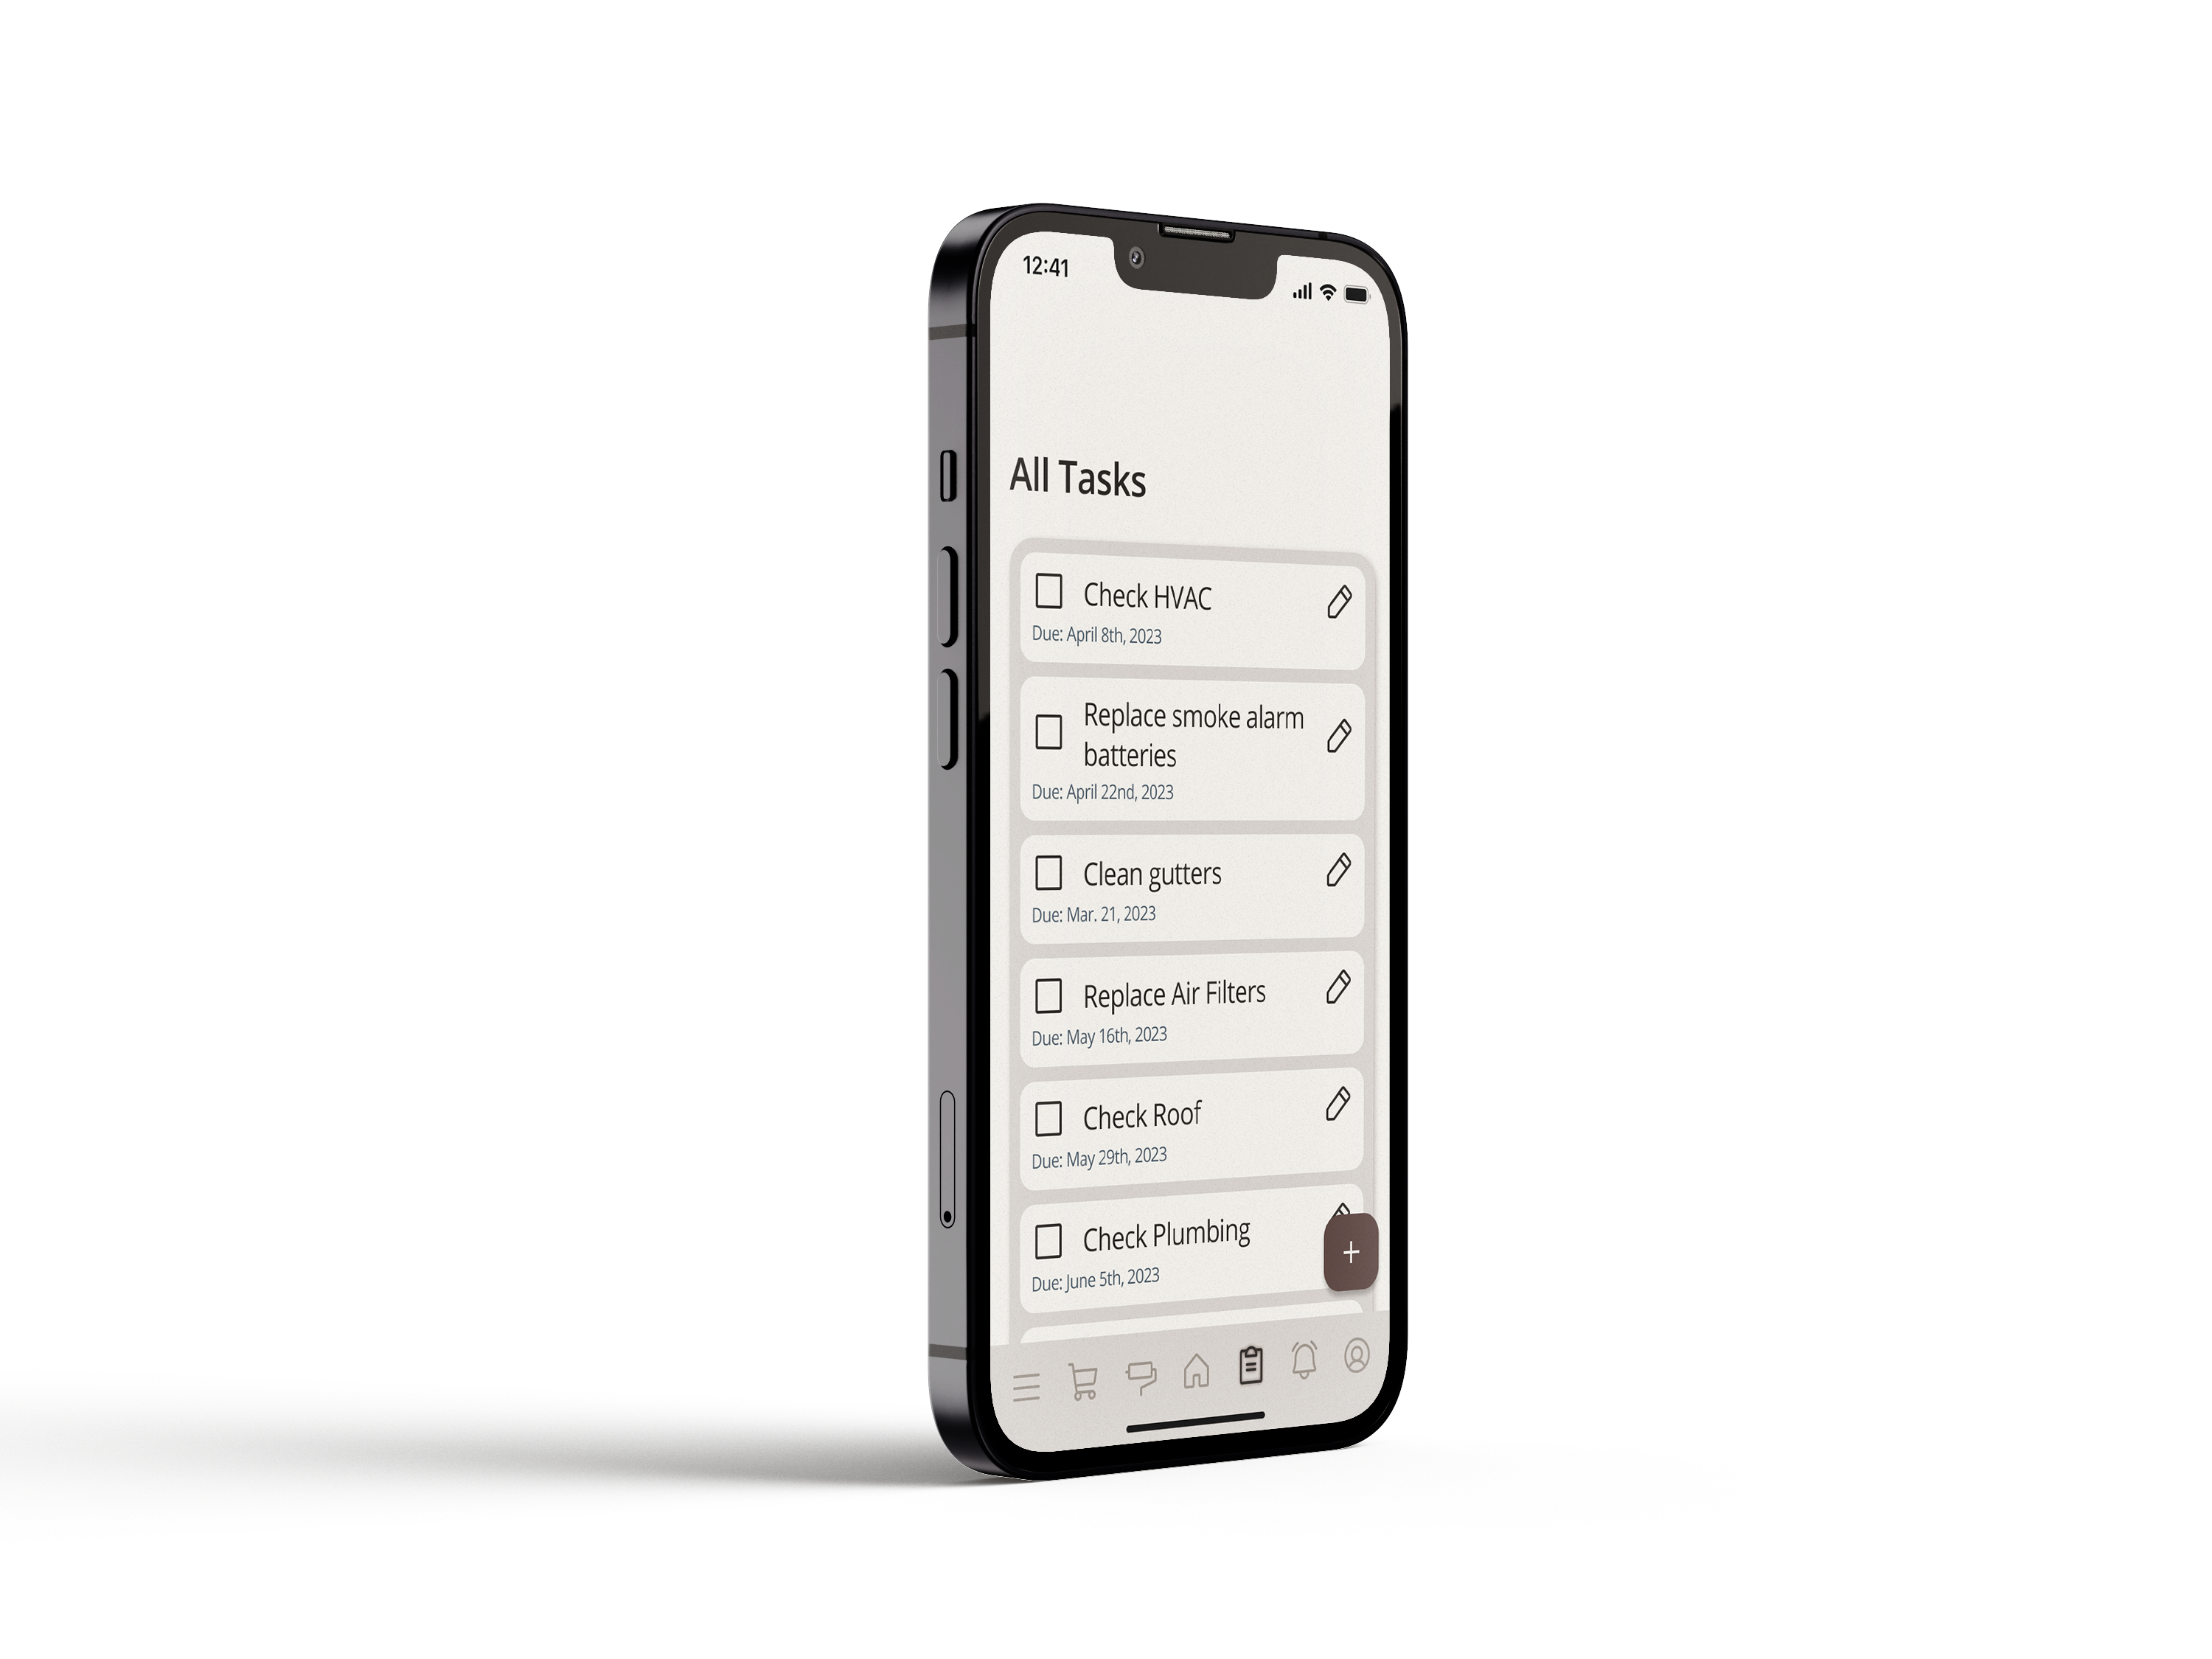 12:41
All Tasks
Check HVAC
Due: April 8th, 2023
Replace smoke alarm
batteries
Due: April 22nd, 2023
Clean gutters
Due: Mar. 21, 2023
Replace Air Filters
Due: May 16th, 2023
Check Roof
Due: May 29th, 2023
Check Plumbing
Due: June 5th, 2023
+